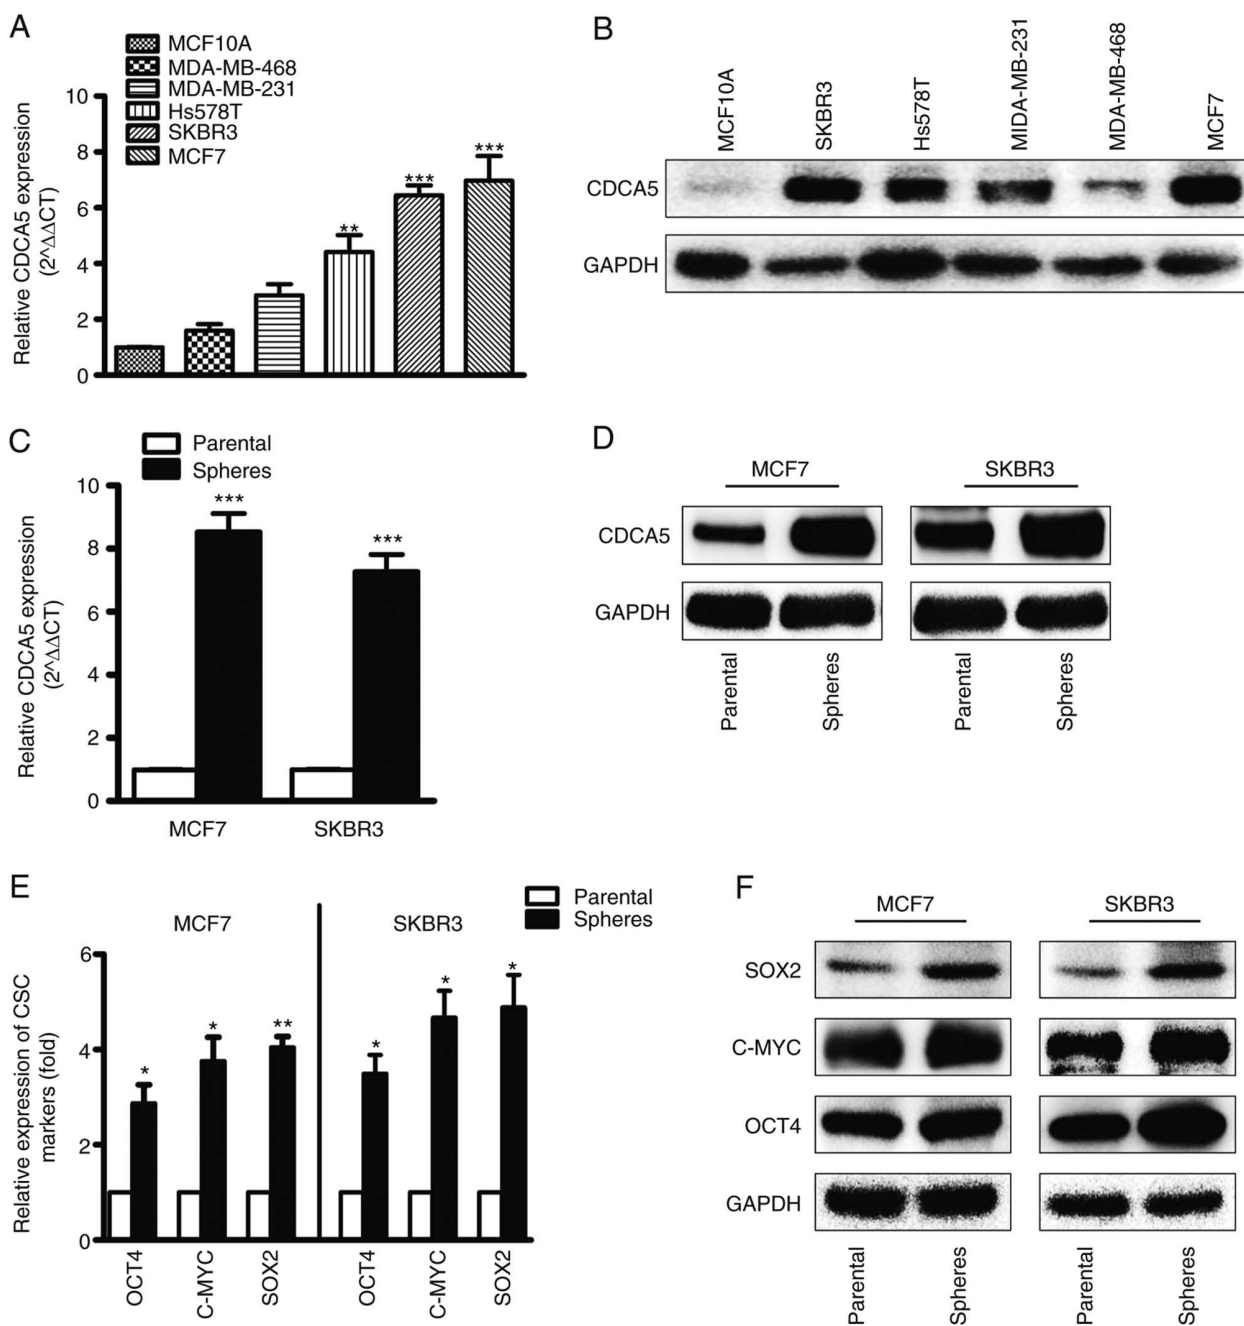 A
MCF10A
MDA-MB-468
MDA-MB-231
Hs578T
SKBR3
MCF7
Relative CDCA5 expression
(2^ΔΔCT)
10
8
6
4
2
0
**
***
***
B
MCF10A
SKBR3
Hs578T
MIDA-MB-231
MDA-MB-468
MCF7
CDCA5
GAPDH
C
Parental
Spheres
Relative CDCA5 expression
(2^ΔΔCT)
10
8
6
4
2
0
***
***
MCF7
SKBR3
D
MCF7
SKBR3
CDCA5
GAPDH
Parental
Spheres
Parental
Spheres
E
Parental
Spheres
MCF7
SKBR3
Relative expression of CSC
markers (fold)
6
4
2
0
*
*
**
*
*
*
OCT4
C-MYC
SOX2
OCT4
C-MYC
SOX2
F
MCF7
SKBR3
SOX2
C-MYC
OCT4
GAPDH
Parental
Spheres
Parental
Spheres